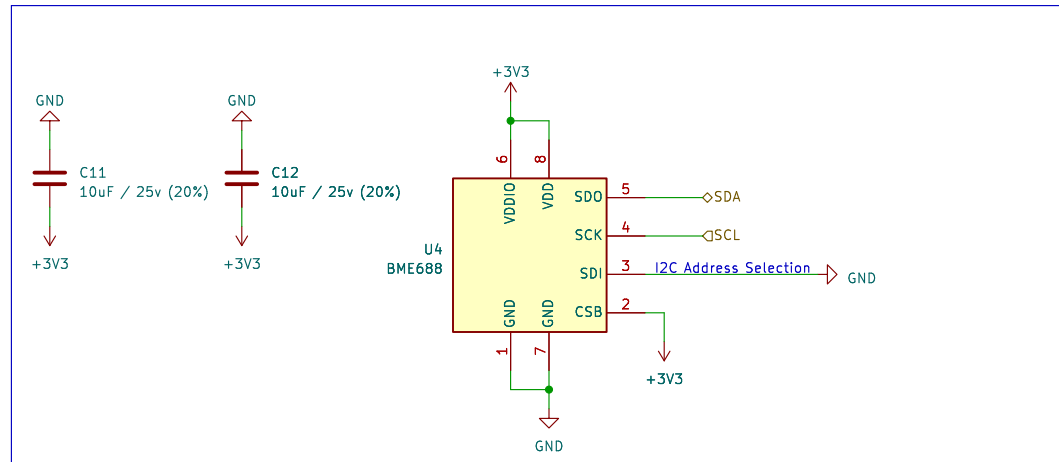 +3V3
GND
GND
C11
10uF / 25v (20%)
+3V3
C12
10uF / 25v (20%)
+3V3
6
8
VDDIO
VDD
SDO
5
SDA
SCK
4
SCL
U4
BME688
SDI
3
I2C Address Selection
GND
CSB
2
+3V3
GND
GND
1
7
GND